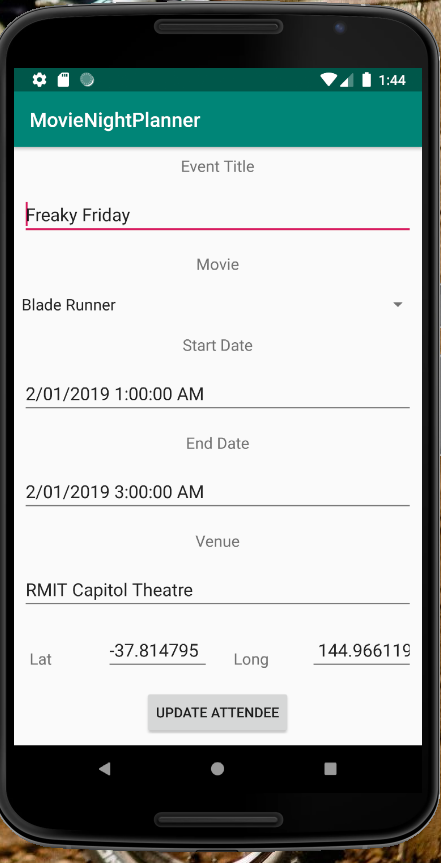 1:44
MovieNightPlanner
Event Title
Freaky Friday
Movie
Blade Runner
Start Date
2/01/2019 1:00:00 AM
End Date
2/01/2019 3:00:00 AM
Venue
RMIT Capitol Theatre
Lat -37.814795 Long 144.966119
UPDATE ATTENDEE